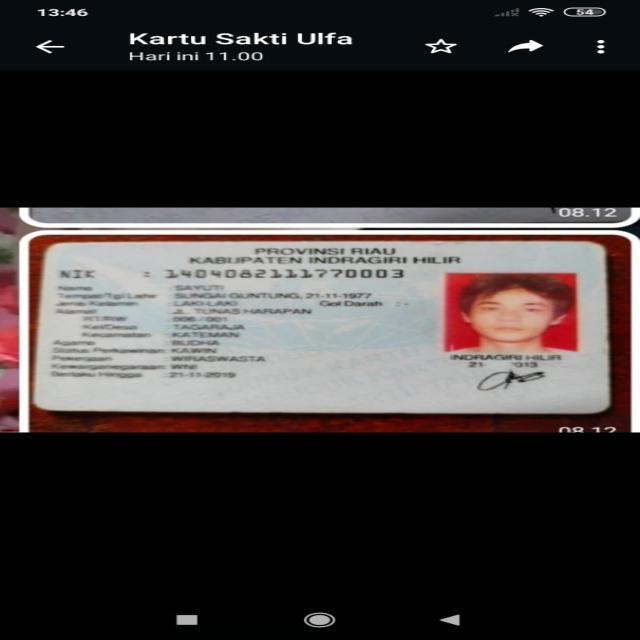 13:46
54
Kartu Sakti Ulfa
Hari ini 11.00
08.12
PROVINSI RIAU
KABUPATEN INDRAGIRI HILIR
NIK : 1404082111770003
Nama : SAYUTI
Tempat/Tgl Lahir : SUNGAI GUNTUNG, 21-11-1977
Jenis Kelamin : LAKI-LAKI Gol Darah : -
Alamat : JL. TUNAS HARAPAN
RT/RW : 006 / 001
Kel/Desa : TAGARAJA
Kecamatan : KATEMAN
Agama : BUDHA
Status Perkawinan : KAWIN
Pekerjaan : WIRASWASTA
Kewarganegaraan : WNI
Berlaku Hingga : 21-11-2019
INDRAGIRI HILIR
08.12